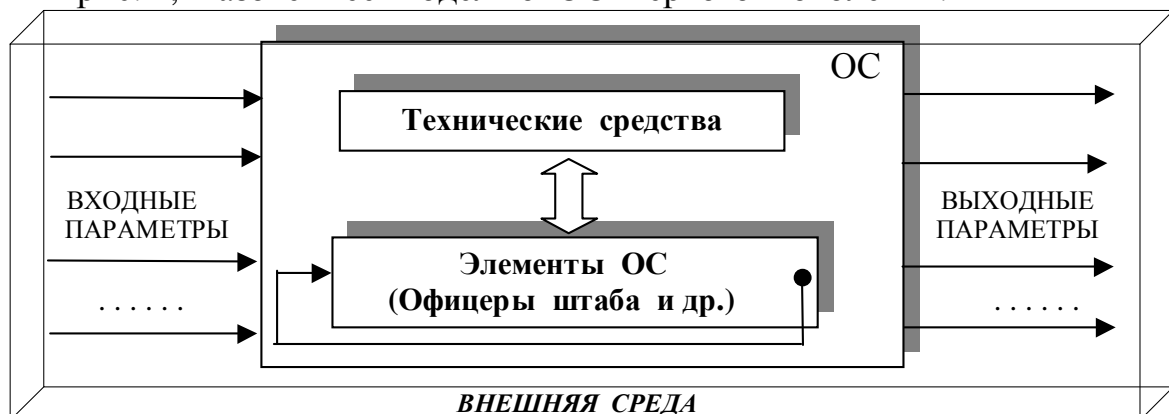 ОС
Технические средства
ВХОДНЫЕ
ПАРАМЕТРЫ
ВЫХОДНЫЕ
ПАРАМЕТРЫ
Элементы ОС
(Офицеры штаба и др.)
. . . . . .
. . . . . .
ВНЕШНЯЯ СРЕДА